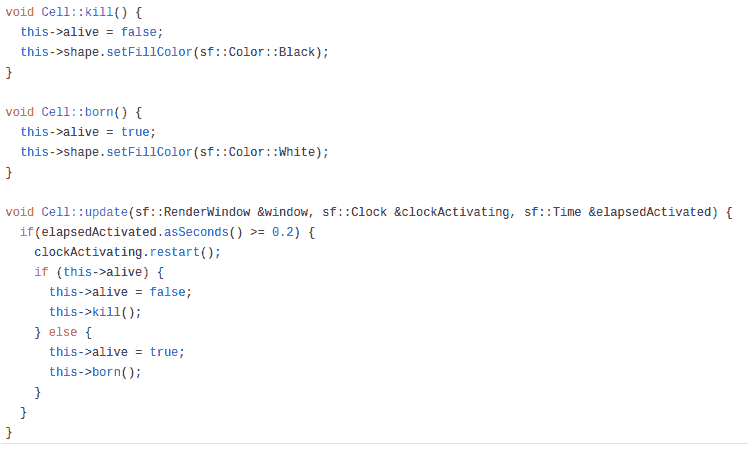 void Cell::kill() {
  this->alive = false;
  this->shape.setFillColor(sf::Color::Black);
}

void Cell::born() {
  this->alive = true;
  this->shape.setFillColor(sf::Color::White);
}

void Cell::update(sf::RenderWindow &window, sf::Clock &clockActivating, sf::Time &elapsedActivated) {
  if(elapsedActivated.asSeconds() >= 0.2) {
    clockActivating.restart();
    if (this->alive) {
      this->alive = false;
      this->kill();
    } else {
      this->alive = true;
      this->born();
    }
  }
}